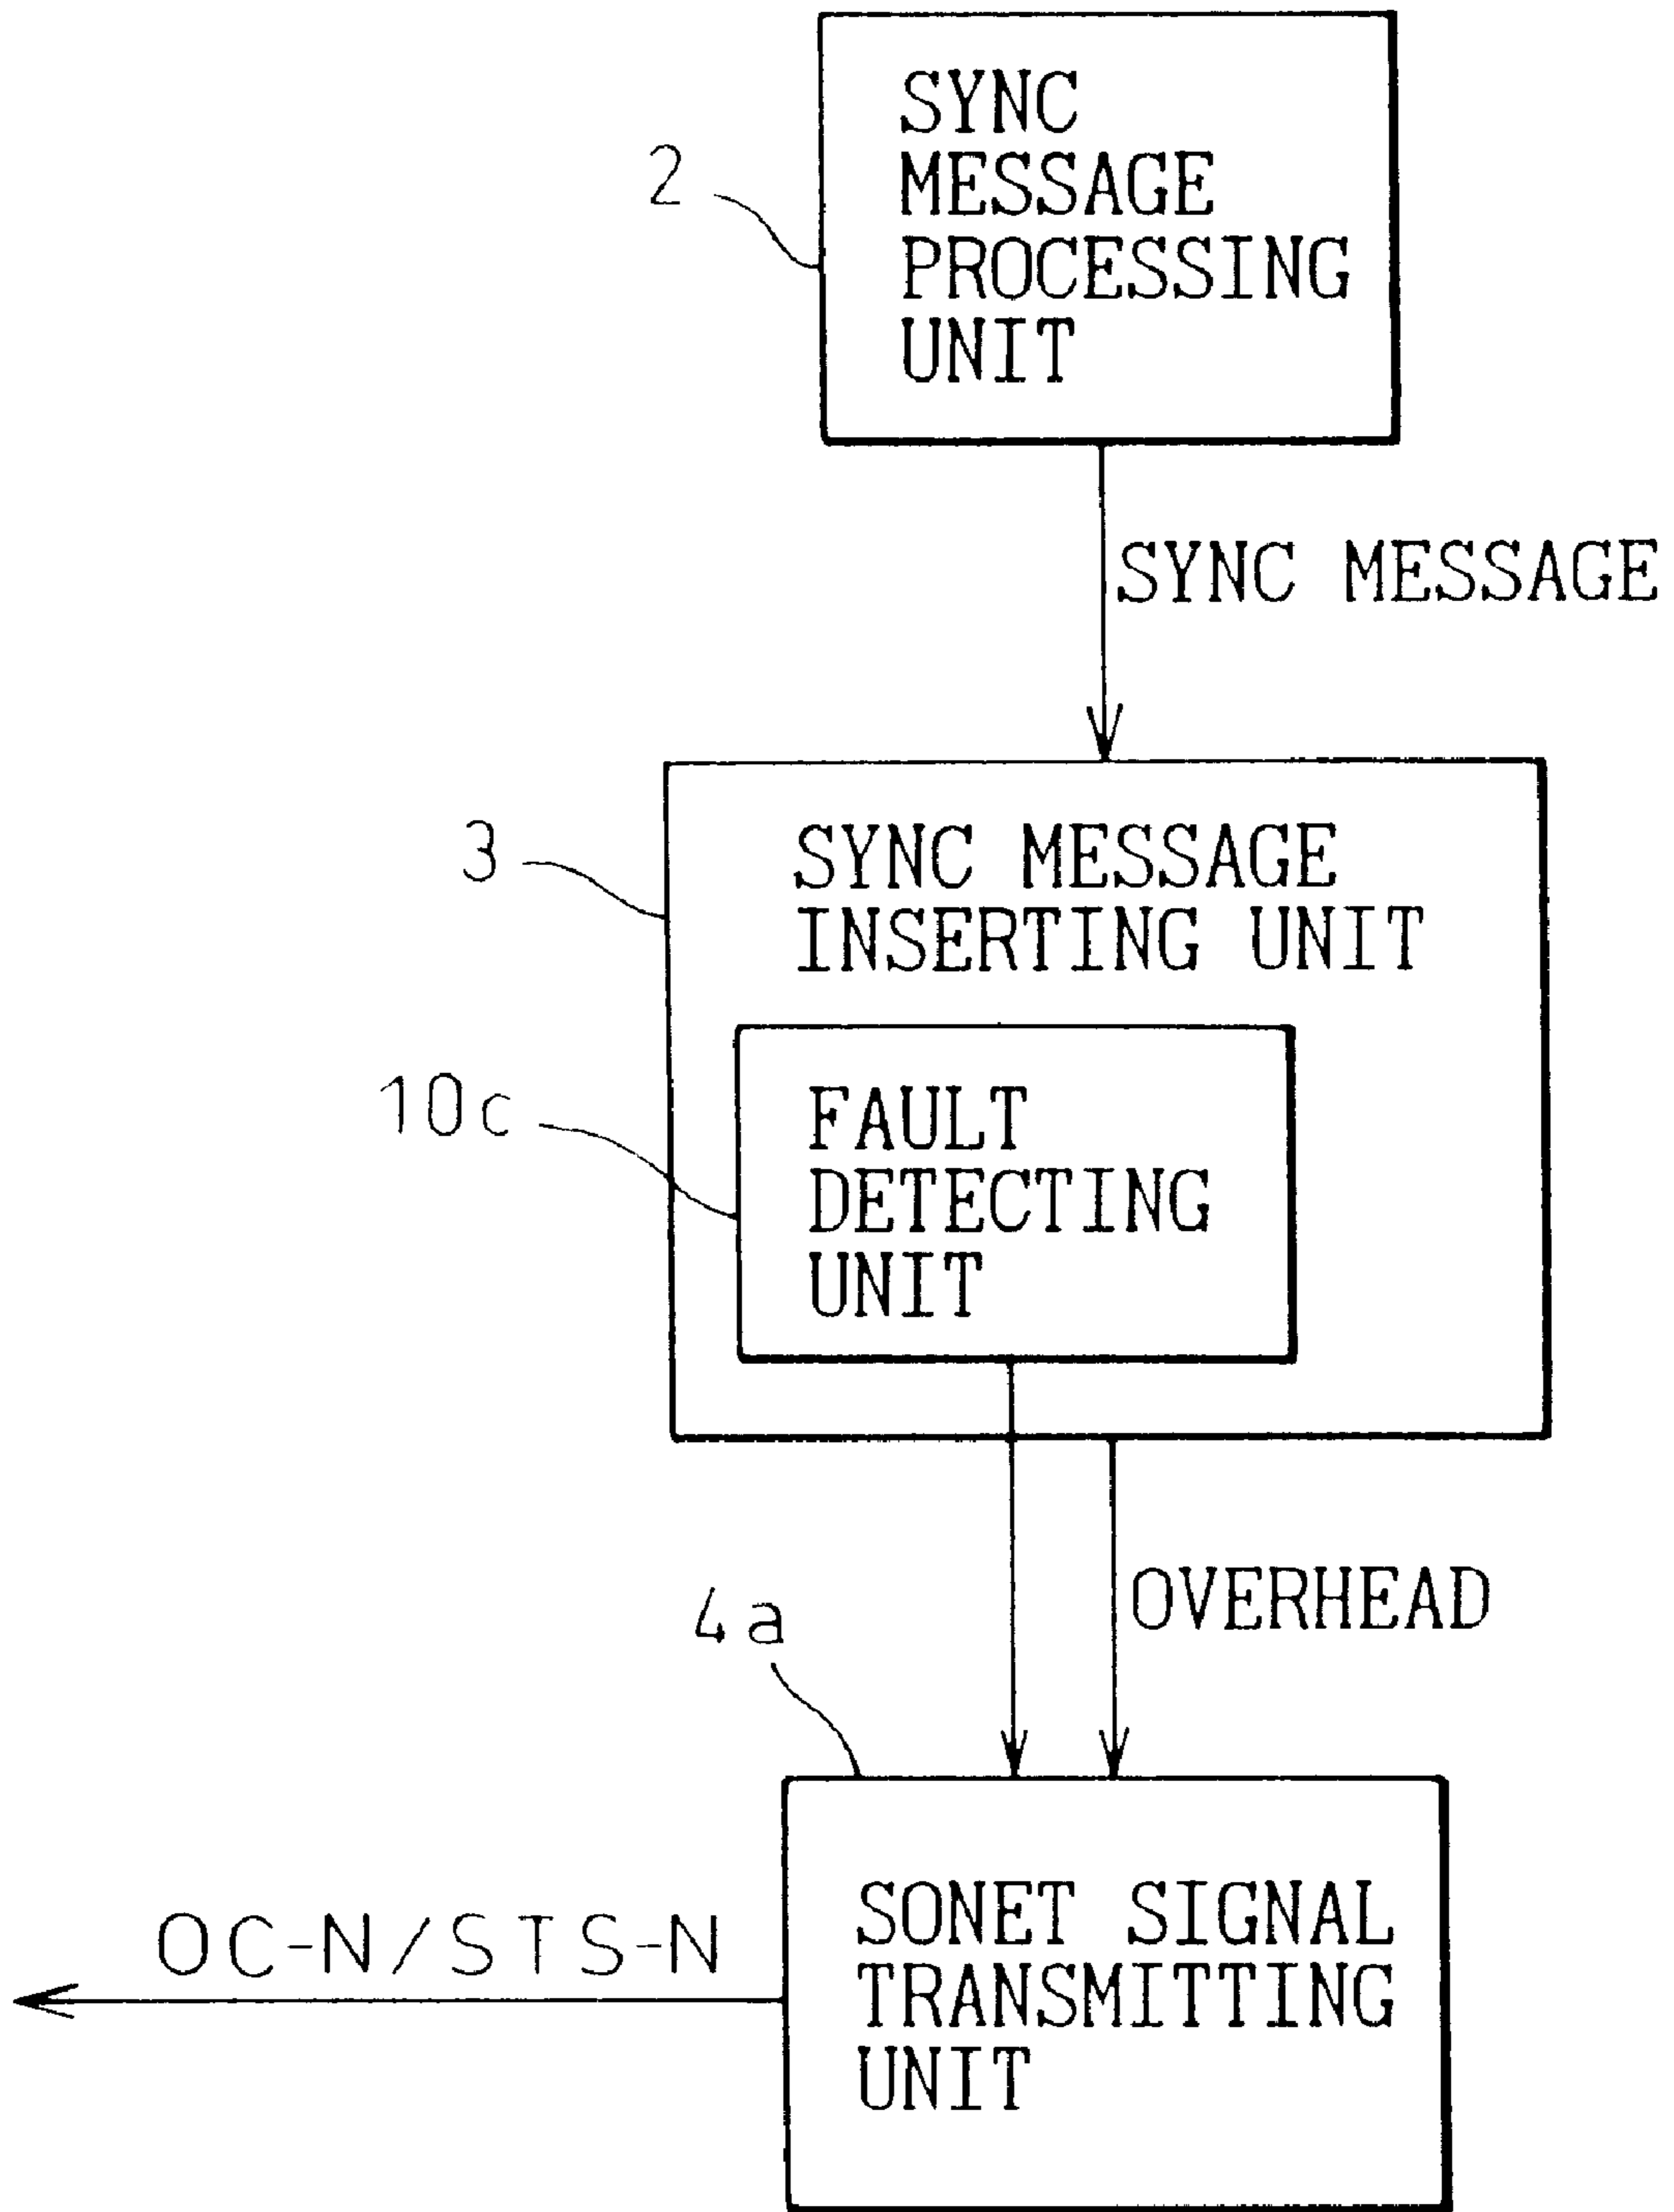 SYNC
MESSAGE
PROCESSING
UNIT
2
SYNC MESSAGE
3
SYNC MESSAGE
INSERTING UNIT
10c
FAULT
DETECTING
UNIT
OVERHEAD
4a
SONET SIGNAL
TRANSMITTING
UNIT
OC-N/STS-N